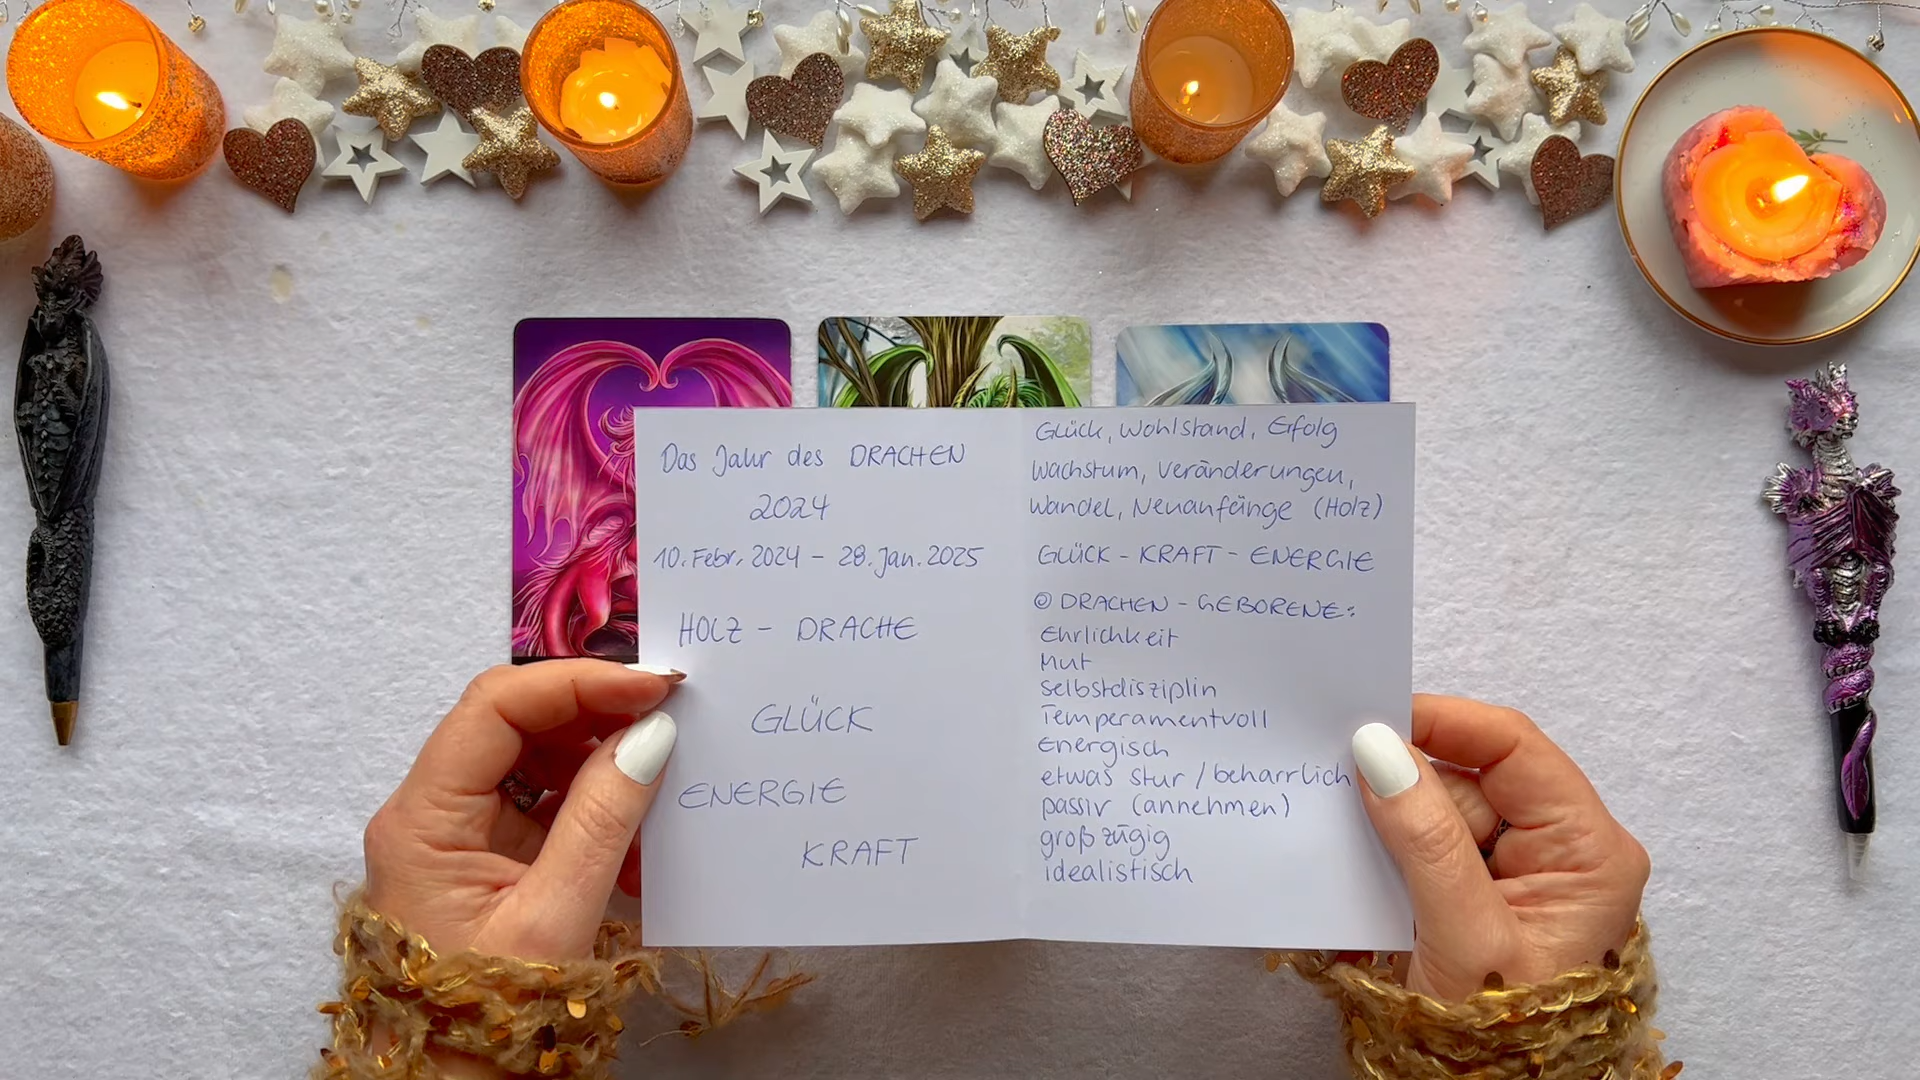 Das Jahr des DRACHEN
2024
10. Febr. 2024 – 28. Jan. 2025
HOLZ – DRACHE
GLÜCK
ENERGIE
KRAFT
Glück, Wohlstand, Erfolg
Wachstum, Veränderungen,
Wandel, Neuanfänge (Holz)
GLÜCK – KRAFT – ENERGIE
DRACHEN – GEBORENE:
Ehrlichkeit
Mut
Selbstdisziplin
Temperamentvoll
Energisch
etwas stur / beharrlich
passiv (annehmen)
großzügig
idealistisch